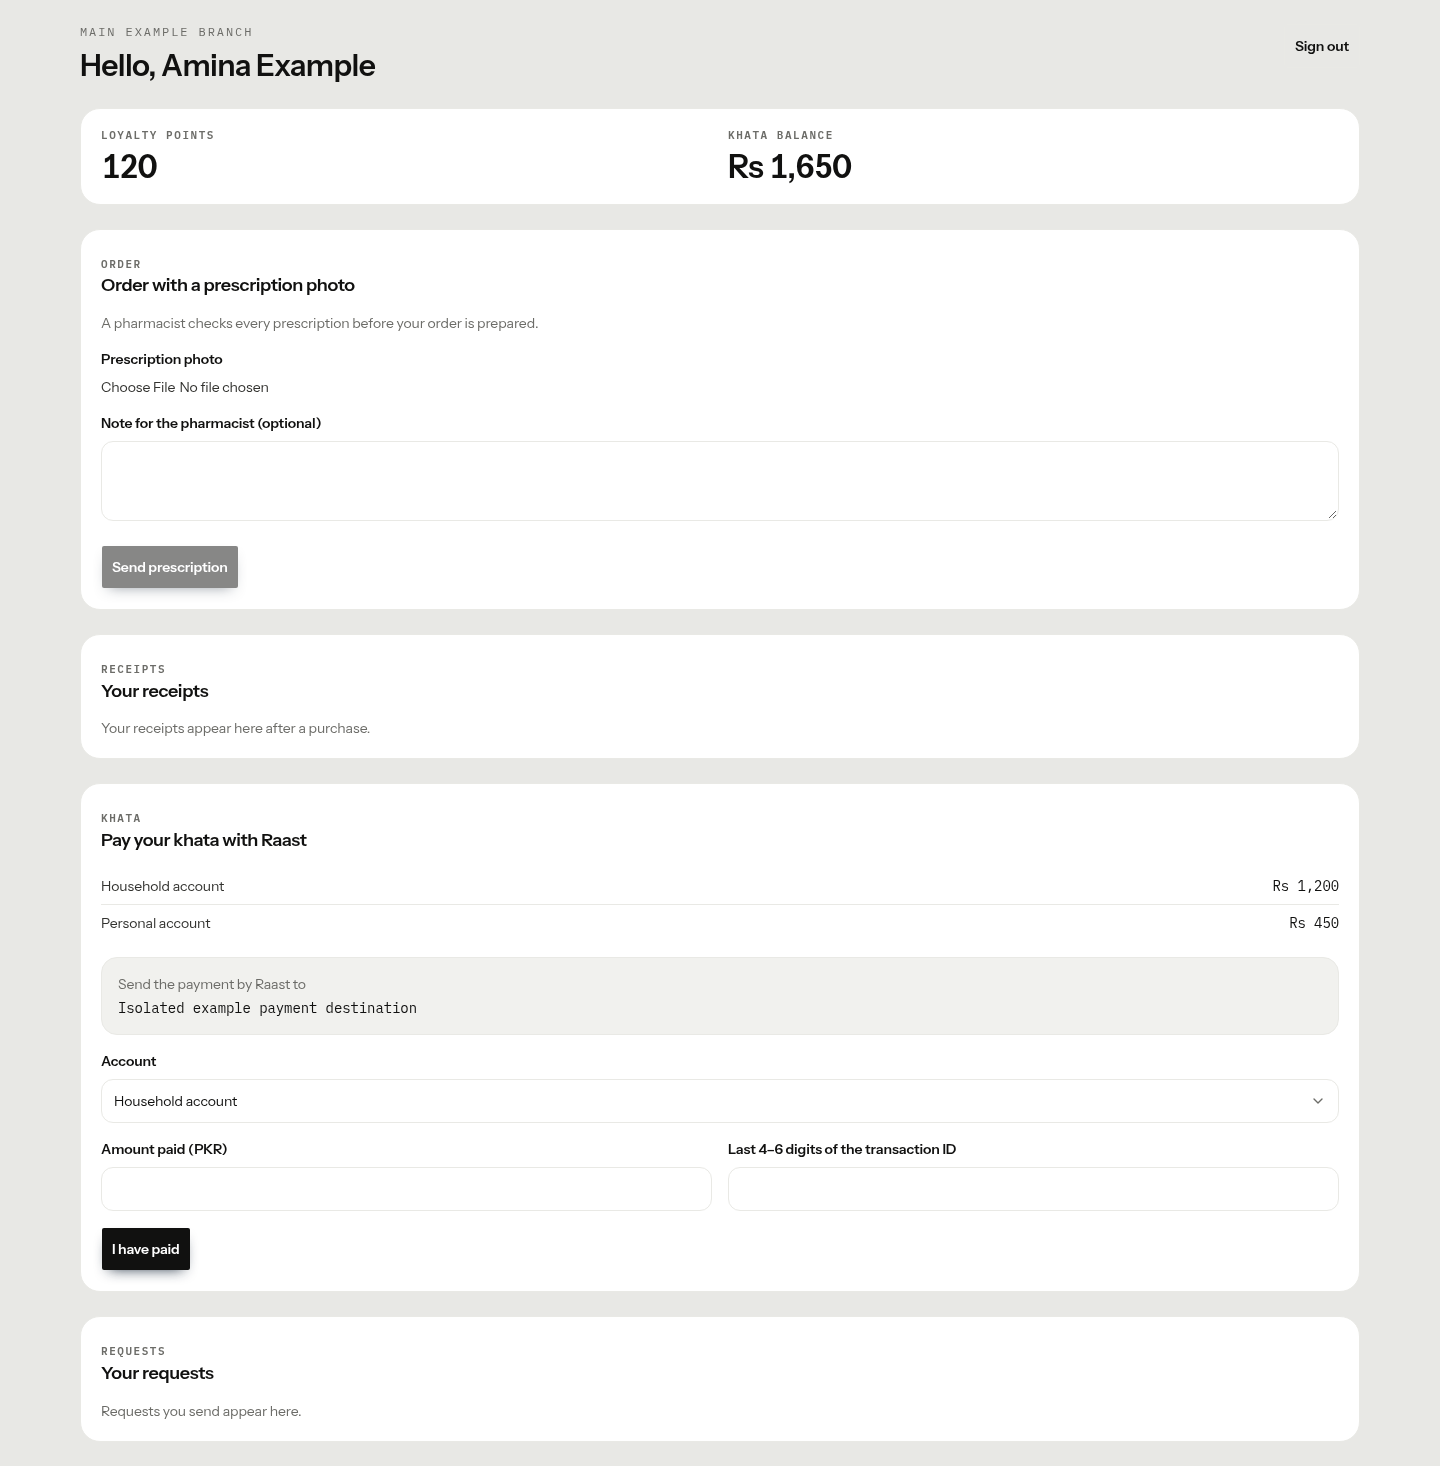 MAIN EXAMPLE BRANCH
Hello, Amina Example
Sign out
LOYALTY POINTS
120
KHATA BALANCE
Rs 1,650
ORDER
Order with a prescription photo
A pharmacist checks every prescription before your order is prepared.
Prescription photo
Choose File No file chosen
Note for the pharmacist (optional)
Send prescription
RECEIPTS
Your receipts
Your receipts appear here after a purchase.
KHATA
Pay your khata with Raast
Household account Rs 1,200
Personal account Rs 450
Send the payment by Raast to
Isolated example payment destination
Account
Household account
Amount paid (PKR)
Last 4–6 digits of the transaction ID
I have paid
REQUESTS
Your requests
Requests you send appear here.